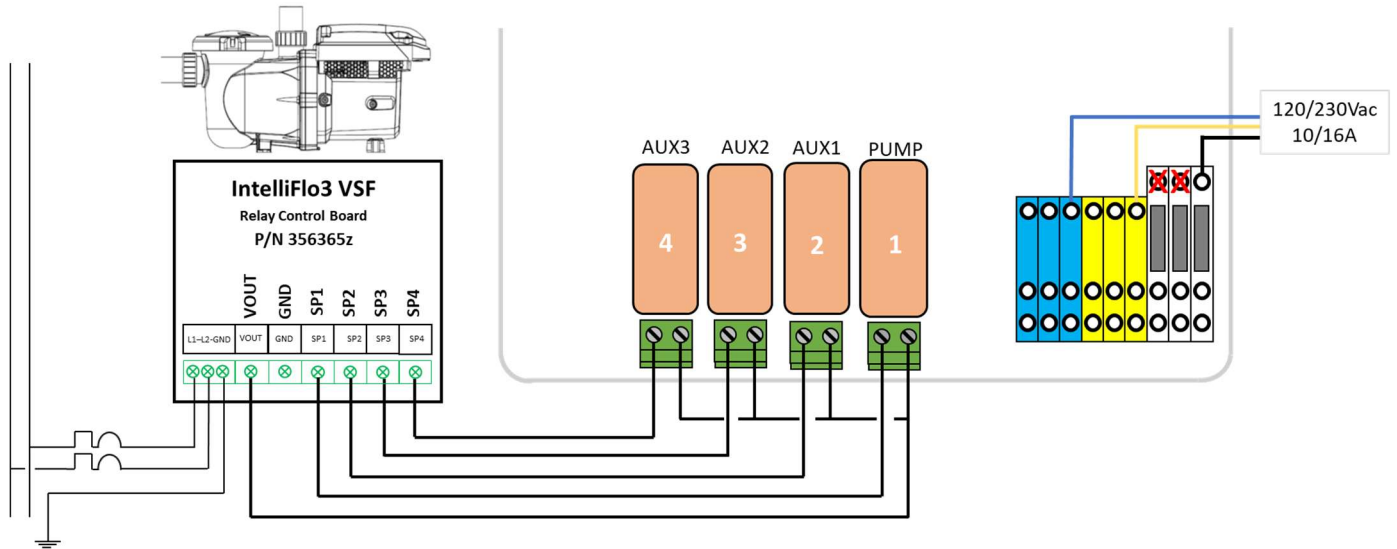 120/230Vac
10/16A
AUX3
AUX2
AUX1
PUMP
4
3
2
1
IntelliFlo3 VSF
Relay Control Board
P/N 356365z
VOUT
GND
SP1
SP2
SP3
SP4
L1–L2-GND
VOUT
GND
SP1
SP2
SP3
SP4